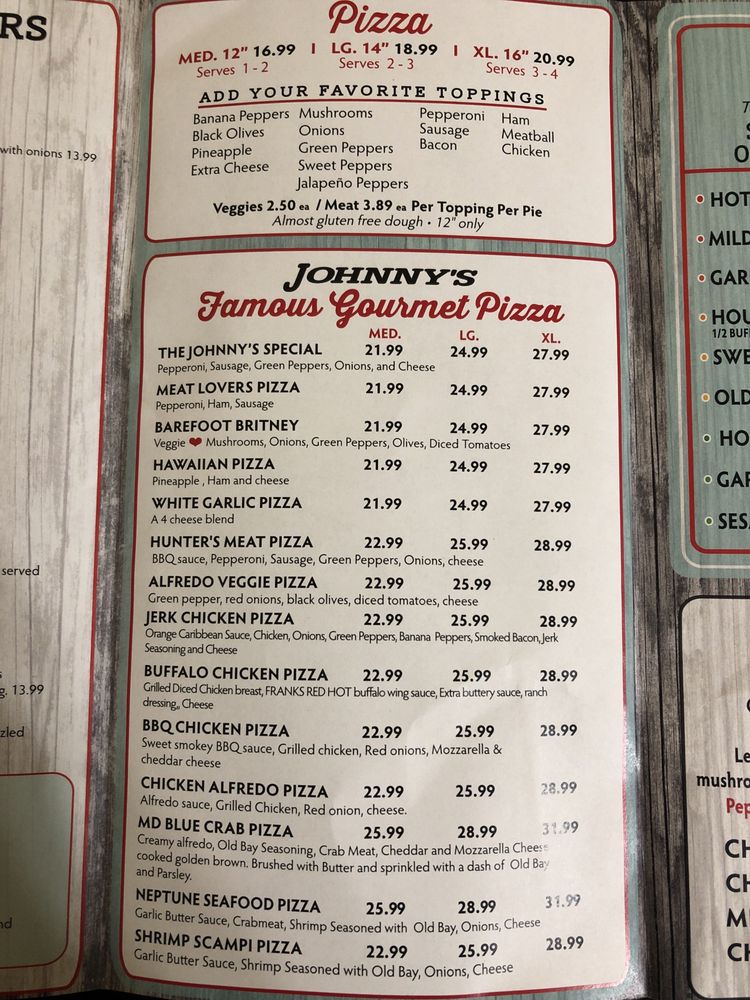 RS
with onions 13.99
served
g. 13.99
zled
nd
Pizza
MED. 12" 16.99 | LG. 14" 18.99 | XL. 16" 20.99
Serves 1 - 2 Serves 2 - 3 Serves 3 - 4
ADD YOUR FAVORITE TOPPINGS
Banana Peppers Mushrooms Pepperoni Ham
Black Olives Onions Sausage Meatball
Pineapple Green Peppers Bacon Chicken
Extra Cheese Sweet Peppers
Jalapeño Peppers
Veggies 2.50 ea / Meat 3.89 ea Per Topping Per Pie
Almost gluten free dough • 12" only
JOHNNY'S
Famous Gourmet Pizza
MED. LG. XL.
THE JOHNNY'S SPECIAL 21.99 24.99 27.99
Pepperoni, Sausage, Green Peppers, Onions, and Cheese
MEAT LOVERS PIZZA 21.99 24.99 27.99
Pepperoni, Ham, Sausage
BAREFOOT BRITNEY 21.99 24.99 27.99
Veggie ❤ Mushrooms, Onions, Green Peppers, Olives, Diced Tomatoes
HAWAIIAN PIZZA 21.99 24.99 27.99
Pineapple , Ham and cheese
WHITE GARLIC PIZZA 21.99 24.99 27.99
A 4 cheese blend
HUNTER'S MEAT PIZZA 22.99 25.99 28.99
BBQ sauce, Pepperoni, Sausage, Green Peppers, Onions, cheese
ALFREDO VEGGIE PIZZA 22.99 25.99 28.99
Green pepper, red onions, black olives, diced tomatoes, cheese
JERK CHICKEN PIZZA 22.99 25.99 28.99
Orange Caribbean Sauce, Chicken, Onions, Green Peppers, Banana Peppers, Smoked Bacon, Jerk
Seasoning and Cheese
BUFFALO CHICKEN PIZZA 22.99 25.99 28.99
Grilled Diced Chicken breast, FRANKS RED HOT buffalo wing sauce, Extra buttery sauce, ranch
dressing,, Cheese
BBQ CHICKEN PIZZA 22.99 25.99 28.99
Sweet smokey BBQ sauce, Grilled chicken, Red onions, Mozzarella &
cheddar cheese
CHICKEN ALFREDO PIZZA 22.99 25.99 28.99
Alfredo sauce, Grilled Chicken, Red onion, cheese.
MD BLUE CRAB PIZZA 25.99 28.99 31.99
Creamy alfredo, Old Bay Seasoning, Crab Meat, Cheddar and Mozzarella Cheese
cooked golden brown. Brushed with Butter and sprinkled with a dash of Old Bay
and Parsley.
NEPTUNE SEAFOOD PIZZA 25.99 28.99 31.99
Garlic Butter Sauce, Crabmeat, Shrimp Seasoned with Old Bay, Onions, Cheese
SHRIMP SCAMPI PIZZA 22.99 25.99 28.99
Garlic Butter Sauce, Shrimp Seasoned with Old Bay, Onions, Cheese
• HOT
• MILD
• GAR
• HOU
1/2 BUF
• SWE
• OLD
• HO
• GAR
• SES
Le
mushro
Pep
CH
CH
M
CH